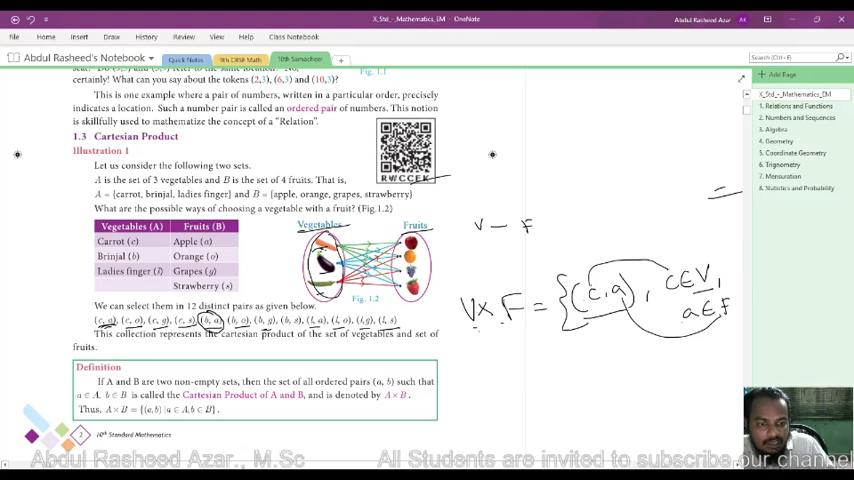 X_Std_-_Mathematics_EM - OneNote
Abdul Rasheed Azar AR
File Home Insert Draw History Review View Help Class Notebook
Abdul Rasheed's Notebook Quick Notes 9th CBSE Math 10th Samacheer +
Search (Ctrl+E)
Add Page
X_Std_-_Mathematics_EM
1. Relations and Functions
2. Numbers and Sequences
3. Algebra
4. Geometry
5. Coordinate Geometry
6. Trigonometry
7. Mensuration
8. Statistics and Probability
certainly! What can you say about the tokens (2,3), (6,3) and (10,3)?
Fig. 1.1
This is one example where a pair of numbers, written in a particular order, precisely
indicates a location. Such a number pair is called an ordered pair of numbers. This notion
is skillfully used to mathematize the concept of a "Relation".
1.3 Cartesian Product
Illustration 1
Let us consider the following two sets.
A is the set of 3 vegetables and B is the set of 4 fruits. That is,
A = {carrot, brinjal, ladies finger} and B = {apple, orange, grapes, strawberry}
What are the possible ways of choosing a vegetable with a fruit? (Fig.1.2)
RWCCEK
Vegetables (A) Fruits (B)
Carrot (c) Apple (a)
Brinjal (b) Orange (o)
Ladies finger (l) Grapes (g)
Strawberry (s)
Vegetables Fruits
Fig. 1.2
V — F
V × F = { (c, a) , c ∈ V,
a ∈ F
We can select them in 12 distinct pairs as given below.
(c, a), (c, o), (c, g), (c, s), (b, a), (b, o), (b, g), (b, s), (l, a), (l, o), (l,g), (l, s)
This collection represents the cartesian product of the set of vegetables and set of
fruits.
Definition
If A and B are two non-empty sets, then the set of all ordered pairs (a, b) such that
a ∈ A, b ∈ B is called the Cartesian Product of A and B, and is denoted by A×B .
Thus, A×B = {(a,b) | a ∈ A,b ∈ B} .
2 10th Standard Mathematics
Abdul Rasheed Azar., M.Sc All Students are invited to subscribe our channel